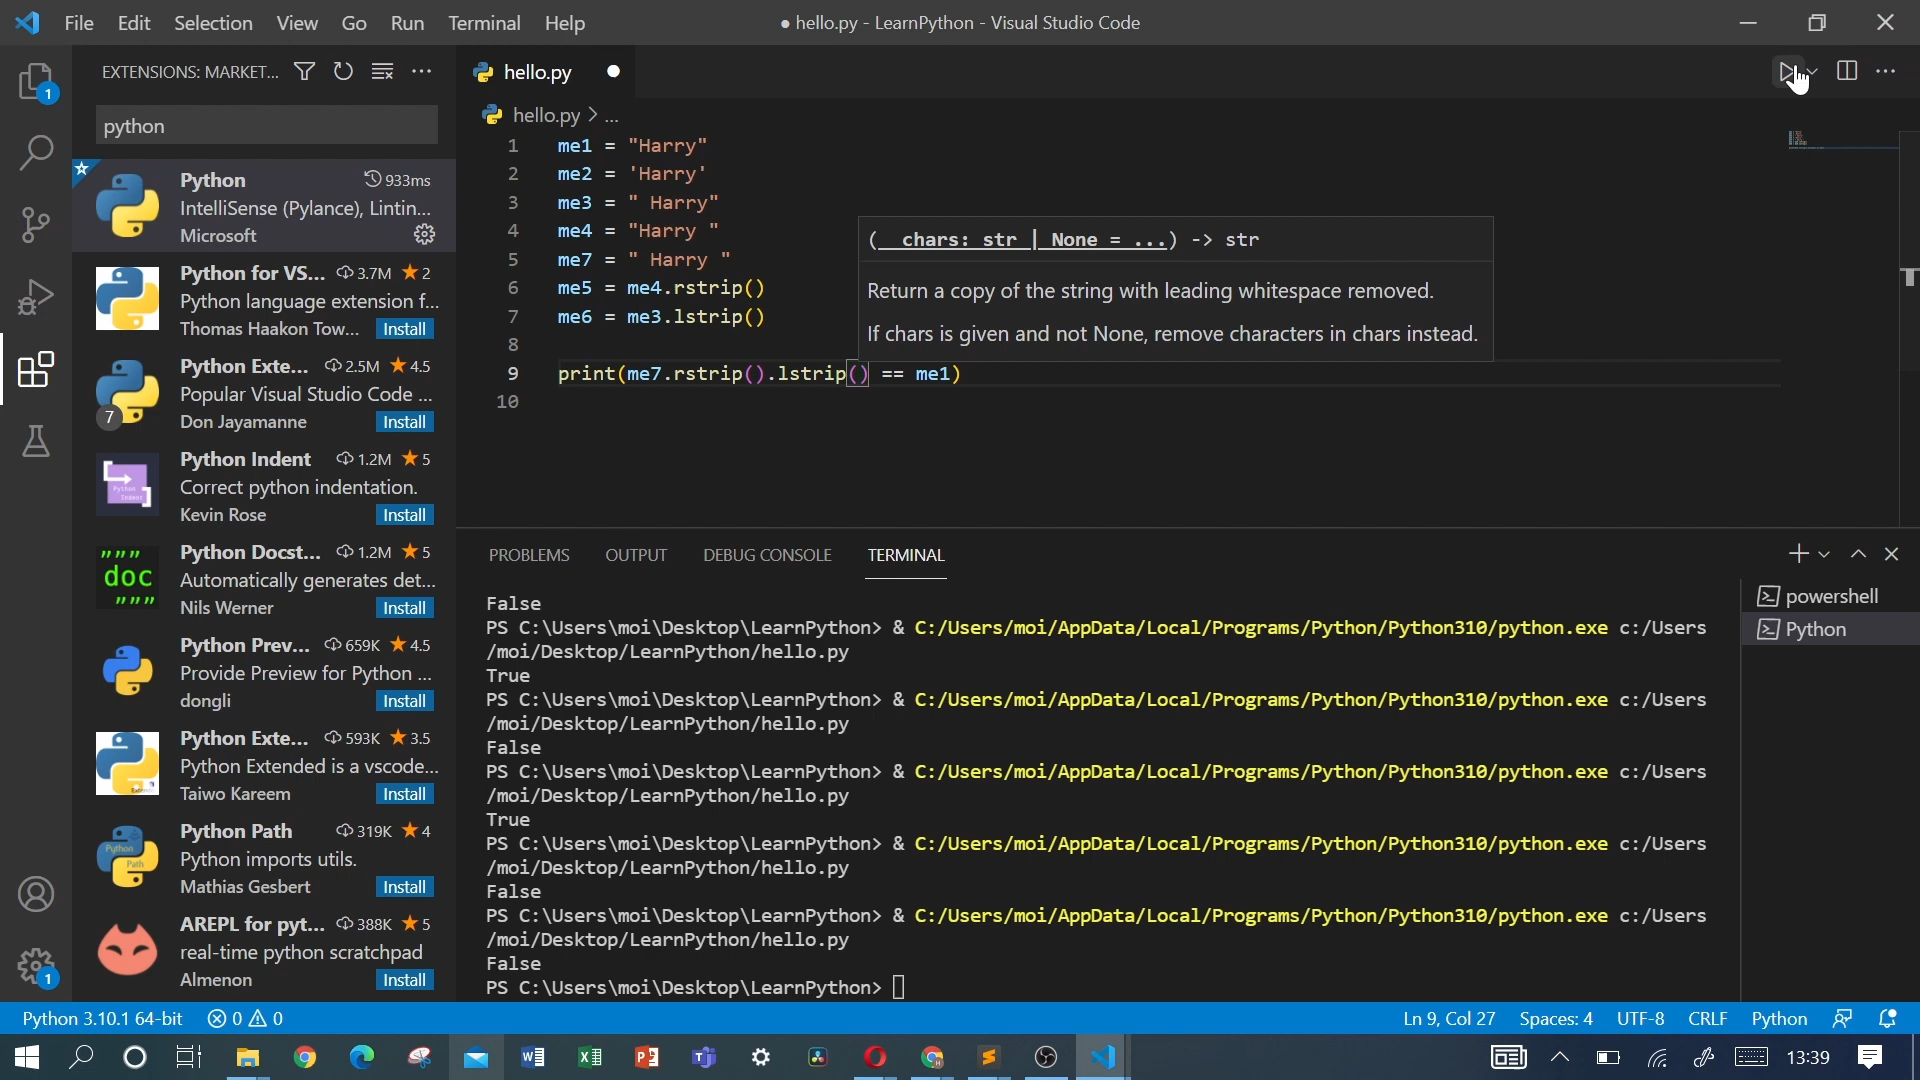 File Edit Selection View Go Run Terminal Help
● hello.py - LearnPython - Visual Studio Code
EXTENSIONS: MARKET...
python
Python 933ms
IntelliSense (Pylance), Lintin...
Microsoft
Python for VS... 3.7M ★ 2
Python language extension f...
Thomas Haakon Tow... Install
Python Exte... 2.5M ★ 4.5
Popular Visual Studio Code ...
7
Don Jayamanne Install
Python Indent 1.2M ★ 5
Correct python indentation.
Kevin Rose Install
Python Docst... 1.2M ★ 5
Automatically generates det...
Nils Werner Install
Python Prev... 659K ★ 4.5
Provide Preview for Python ...
dongli Install
Python Exte... 593K ★ 3.5
Python Extended is a vscode...
Taiwo Kareem Install
Python Path 319K ★ 4
Python imports utils.
Mathias Gesbert Install
AREPL for pyt... 388K ★ 5
real-time python scratchpad
Almenon Install
1
1
hello.py ●
hello.py > ...
1 me1 = "Harry"
2 me2 = 'Harry'
3 me3 = " Harry"
4 me4 = "Harry "
5 me7 = " Harry "
6 me5 = me4.rstrip()
7 me6 = me3.lstrip()
8
9 print(me7.rstrip().lstrip() == me1)
10
(__chars: str | None = ...) -> str
Return a copy of the string with leading whitespace removed.
If chars is given and not None, remove characters in chars instead.
PROBLEMS OUTPUT DEBUG CONSOLE TERMINAL
powershell
Python
False
PS C:\Users\moi\Desktop\LearnPython> & C:/Users/moi/AppData/Local/Programs/Python/Python310/python.exe c:/Users
/moi/Desktop/LearnPython/hello.py
True
PS C:\Users\moi\Desktop\LearnPython> & C:/Users/moi/AppData/Local/Programs/Python/Python310/python.exe c:/Users
/moi/Desktop/LearnPython/hello.py
False
PS C:\Users\moi\Desktop\LearnPython> & C:/Users/moi/AppData/Local/Programs/Python/Python310/python.exe c:/Users
/moi/Desktop/LearnPython/hello.py
True
PS C:\Users\moi\Desktop\LearnPython> & C:/Users/moi/AppData/Local/Programs/Python/Python310/python.exe c:/Users
/moi/Desktop/LearnPython/hello.py
False
PS C:\Users\moi\Desktop\LearnPython> & C:/Users/moi/AppData/Local/Programs/Python/Python310/python.exe c:/Users
/moi/Desktop/LearnPython/hello.py
False
PS C:\Users\moi\Desktop\LearnPython>
Python 3.10.1 64-bit 0 0 Ln 9, Col 27 Spaces: 4 UTF-8 CRLF Python
13:39